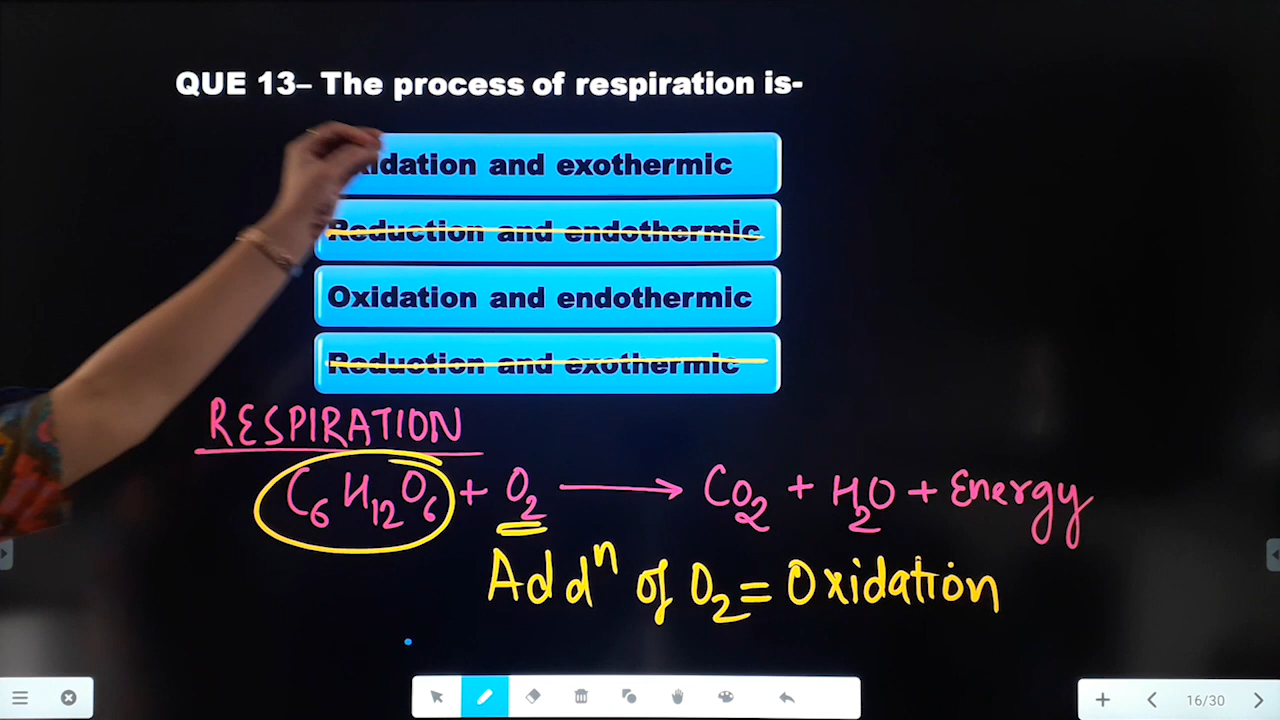 QUE 13– The process of respiration is-
idation and exothermic
Reduction and endothermic
Oxidation and endothermic
Reduction and exothermic
RESPIRATION
C6H12O6 + O2 → CO2 + H2O + Energy
Addⁿ of O2 = Oxidation
16/30